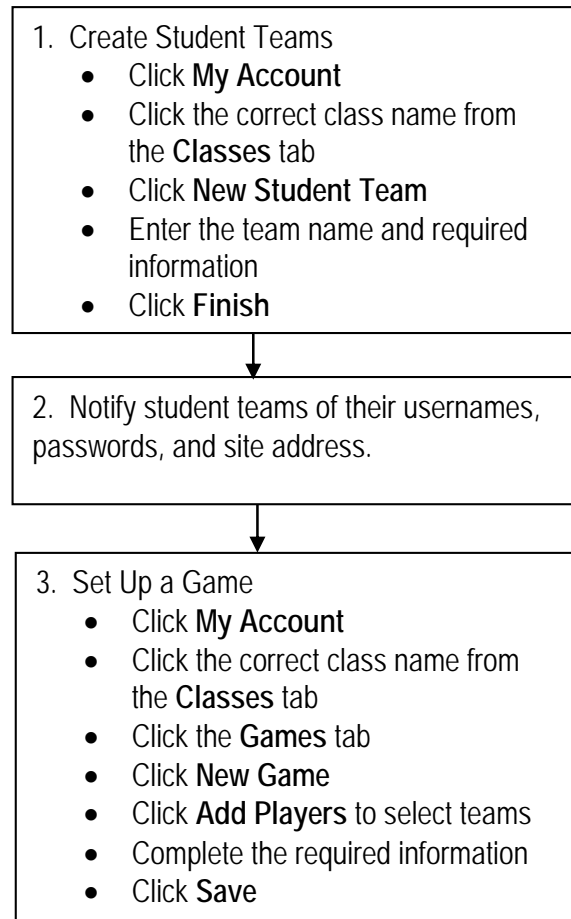 1. Create Student Teams
• Click My Account
• Click the correct class name from
the Classes tab
• Click New Student Team
• Enter the team name and required
information
• Click Finish
2. Notify student teams of their usernames,
passwords, and site address.
3. Set Up a Game
• Click My Account
• Click the correct class name from
the Classes tab
• Click the Games tab
• Click New Game
• Click Add Players to select teams
• Complete the required information
• Click Save